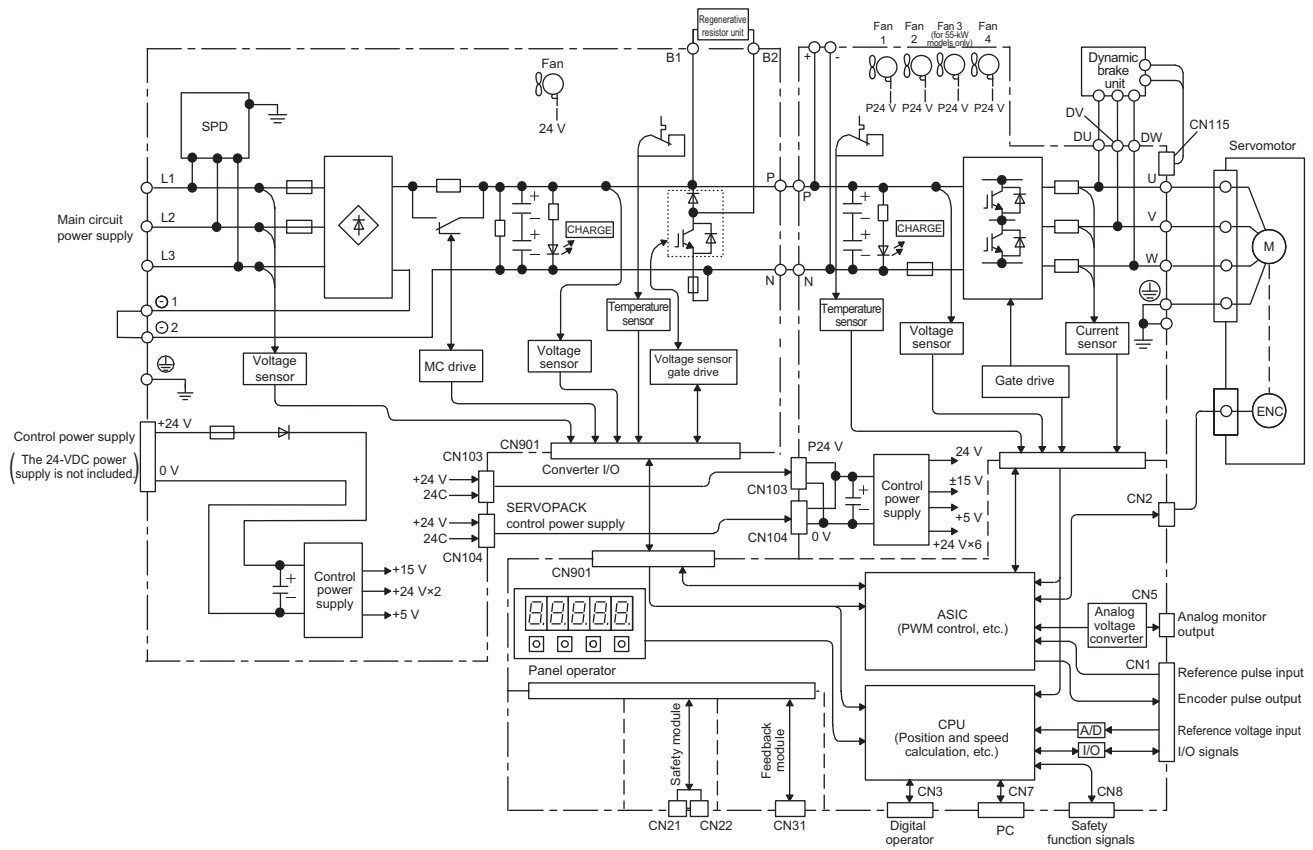 Regenerative
resistor unit
B1
B2
+
-
Fan
1
Fan
2
Fan 3
(for 55-kW
models only)
Fan
4
P24 V
P24 V
P24 V
P24 V
Fan
24 V
Dynamic
brake
unit
DV
DU
DW
CN115
Servomotor
SPD
L1
L2
L3
Main circuit
power supply
- 1
- 2
CHARGE
P
P
N
N
CHARGE
U
V
W
M
ENC
Voltage
sensor
MC drive
Voltage
sensor
Temperature
sensor
Voltage sensor
gate drive
Temperature
sensor
Voltage
sensor
Gate drive
Current
sensor
Control power supply
(The 24-VDC power
supply is not included.)
+24 V
0 V
CN901
Converter I/O
CN103
+24 V
24C
SERVOPACK
control power supply
+24 V
24C
CN104
P24 V
CN103
CN104
0 V
+
−
Control
power
supply
24 V
±15 V
+5 V
+24 V×6
CN2
+
−
Control
power
supply
+15 V
+24 V×2
+5 V
CN901
8.8.8.8.8.
Panel operator
ASIC
(PWM control, etc.)
CN5
Analog
voltage
converter
Analog monitor
output
CN1
Reference pulse input
Encoder pulse output
CPU
(Position and speed
calculation, etc.)
A/D
Reference voltage input
I/O
I/O signals
Safety module
Feedback
module
CN21
CN22
CN31
CN3
CN7
CN8
Digital
operator
PC
Safety
function signals